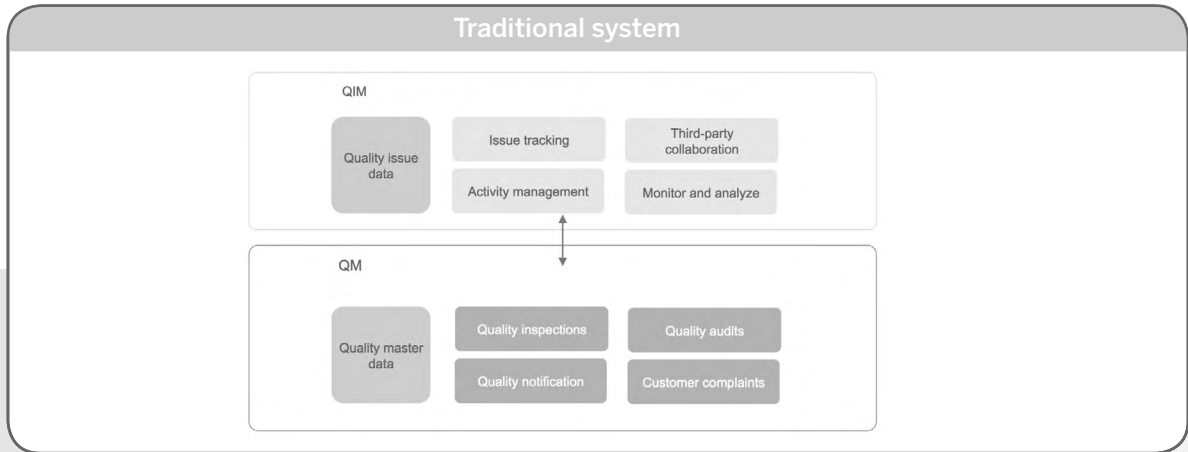 Traditional system
QIM
Quality issue
data
Issue tracking
Third-party
collaboration
Activity management
Monitor and analyze
QM
Quality master
data
Quality inspections
Quality audits
Quality notification
Customer complaints